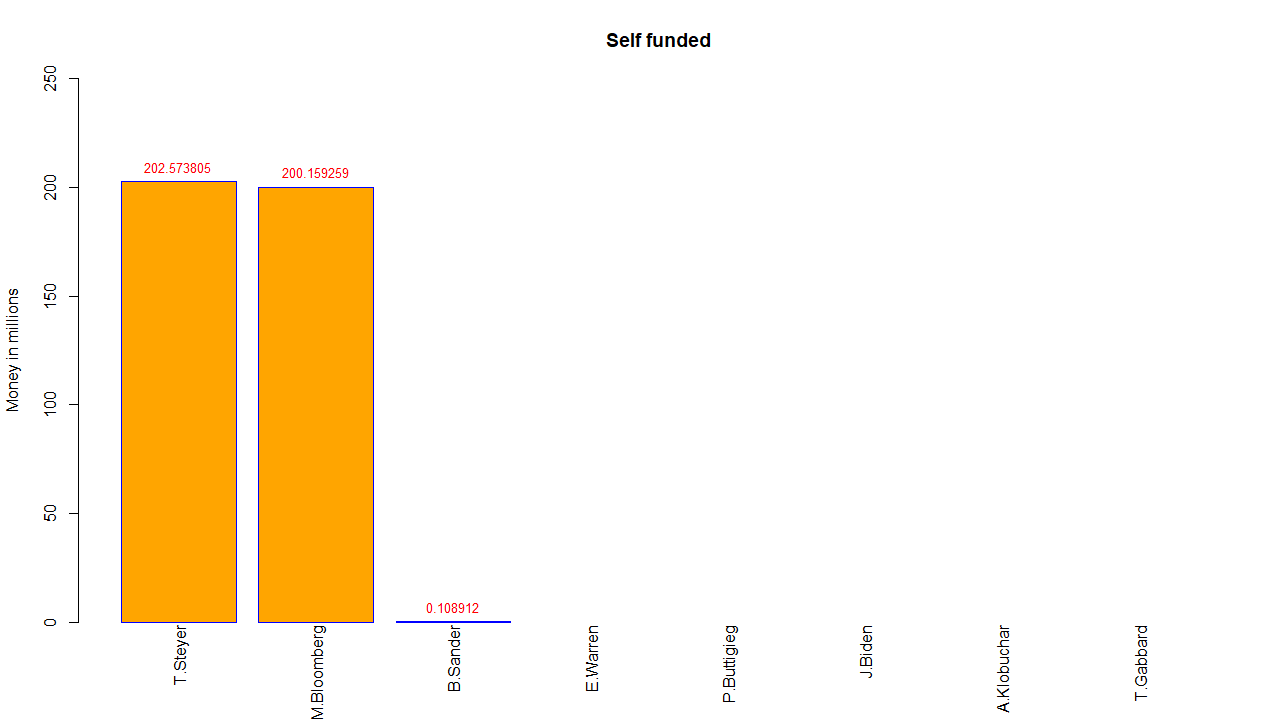 Self funded
Money in millions
250
200
150
100
50
0
202.573805
200.159259
0.108912
T.Steyer
M.Bloomberg
B.Sander
E.Warren
P.Buttigieg
J.Biden
A.Klobuchar
T.Gabbard